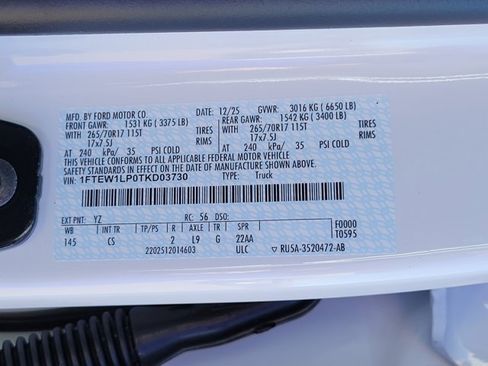 MFD. BY FORD MOTOR CO. 12/25 GVWR: 3016 KG ( 6650 LB)
FRONT GAWR: 1531 KG ( 3375 LB) REAR GAWR: 1542 KG ( 3400 LB)
WITH 265/70R17 115T TIRES WITH 265/70R17 115T TIRES
17x7.5J RIMS 17x7.5J RIMS
AT 240 kPa/ 35 PSI COLD AT 240 kPa/ 35 PSI COLD
THIS VEHICLE CONFORMS TO ALL APPLICABLE FEDERAL MOTOR VEHICLE
SAFETY AND THEFT PREVENTION STANDARDS IN EFFECT ON THE DATE OF MANUFACTURE SHOWN ABOVE.
VIN: 1FTEW1LP0TKD03730 TYPE: Truck
EXT PNT: YZ RC: 56 DSO: F0000
WB INT TR TP/PS R AXLE TR SPR T0595
145 CS 2 L9 G 22AA
2202512014603 ULC ▽ RU5A-3520472-AB